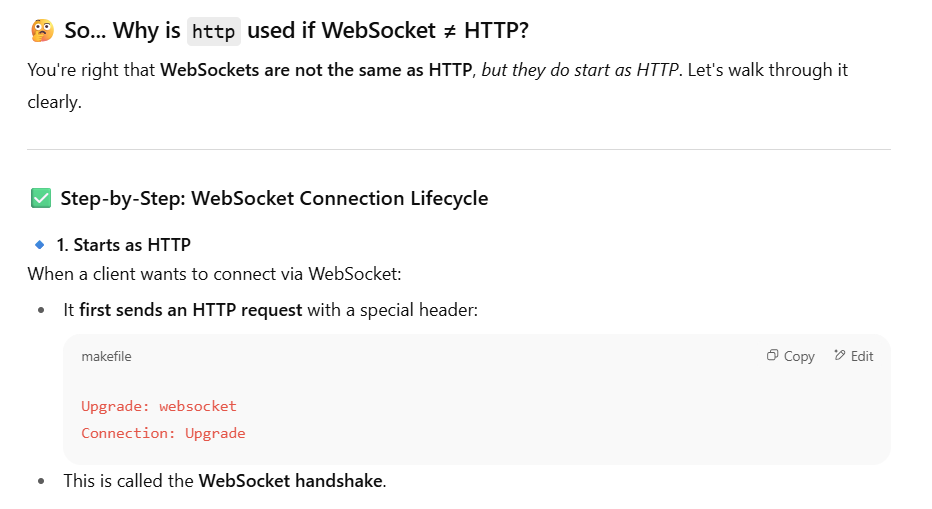 🤔 So... Why is http used if WebSocket ≠ HTTP?
You're right that WebSockets are not the same as HTTP, but they do start as HTTP. Let's walk through it
clearly.
✅ Step-by-Step: WebSocket Connection Lifecycle
🔹 1. Starts as HTTP
When a client wants to connect via WebSocket:
• It first sends an HTTP request with a special header:
makefile Copy Edit
Upgrade: websocket
Connection: Upgrade
• This is called the WebSocket handshake.